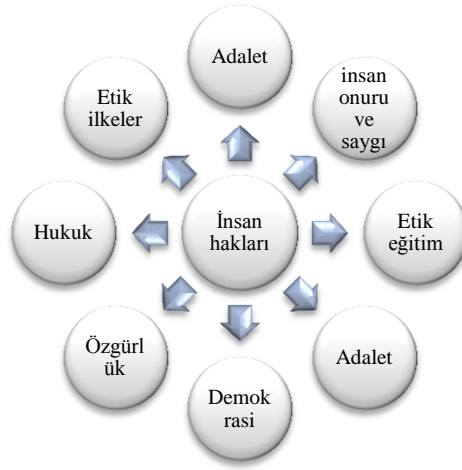 Adalet
insan
onuru
ve
saygı
Etik
eğitim
Adalet
Demok
rasi
Özgürl
ük
Hukuk
Etik
ilkeler
İnsan
hakları